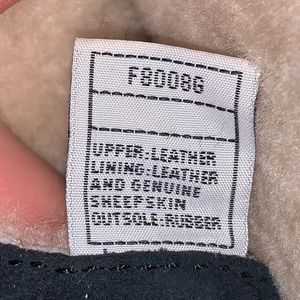 F8008G
UPPER:LEATHER
LINING:LEATHER
AND GENUINE
SHEEPSKIN
OUTSOLE:RUBBER